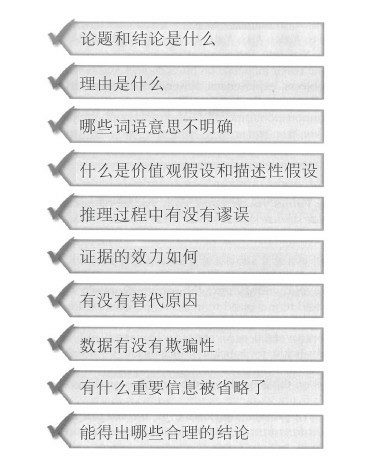 论题和结论是什么
理由是什么
哪些词语意思不明确
什么是价值观假设和描述性假设
推理过程中有没有谬误
证据的效力如何
有没有替代原因
数据有没有欺骗性
有什么重要信息被省略了
能得出哪些合理的结论